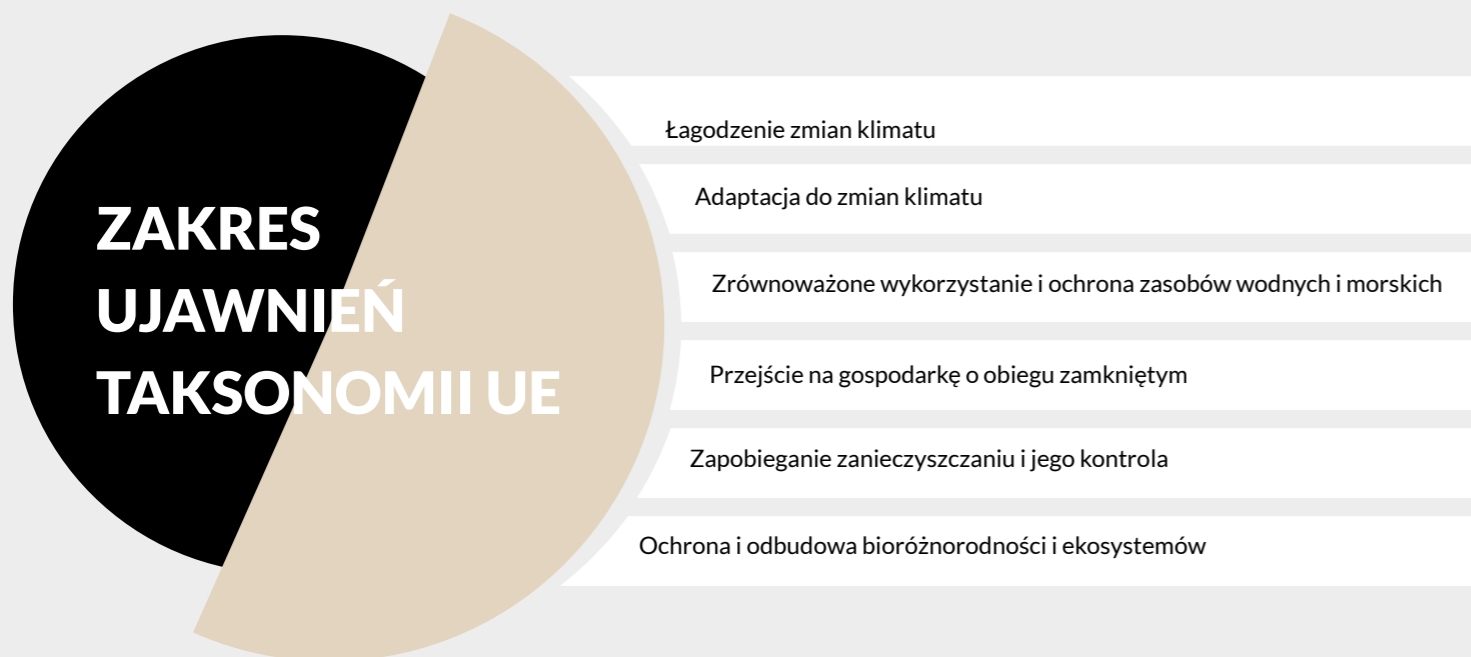 ZAKRES
UJAWNIEŃ
TAKSONOMII UE
Łagodzenie zmian klimatu
Adaptacja do zmian klimatu
Zrównoważone wykorzystanie i ochrona zasobów wodnych i morskich
Przejście na gospodarkę o obiegu zamkniętym
Zapobieganie zanieczyszczaniu i jego kontrola
Ochrona i odbudowa bioróżnorodności i ekosystemów